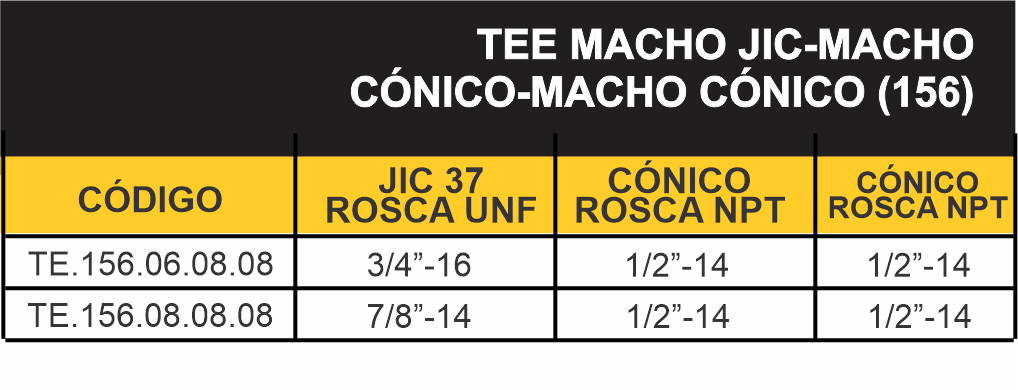 TEE MACHO JIC-MACHO
CÓNICO-MACHO CÓNICO (156)
CÓDIGO
JIC 37
ROSCA UNF
CÓNICO
ROSCA NPT
CÓNICO
ROSCA NPT
TE.156.06.08.08 3/4”-16 1/2”-14 1/2”-14
TE.156.08.08.08 7/8”-14 1/2”-14 1/2”-14